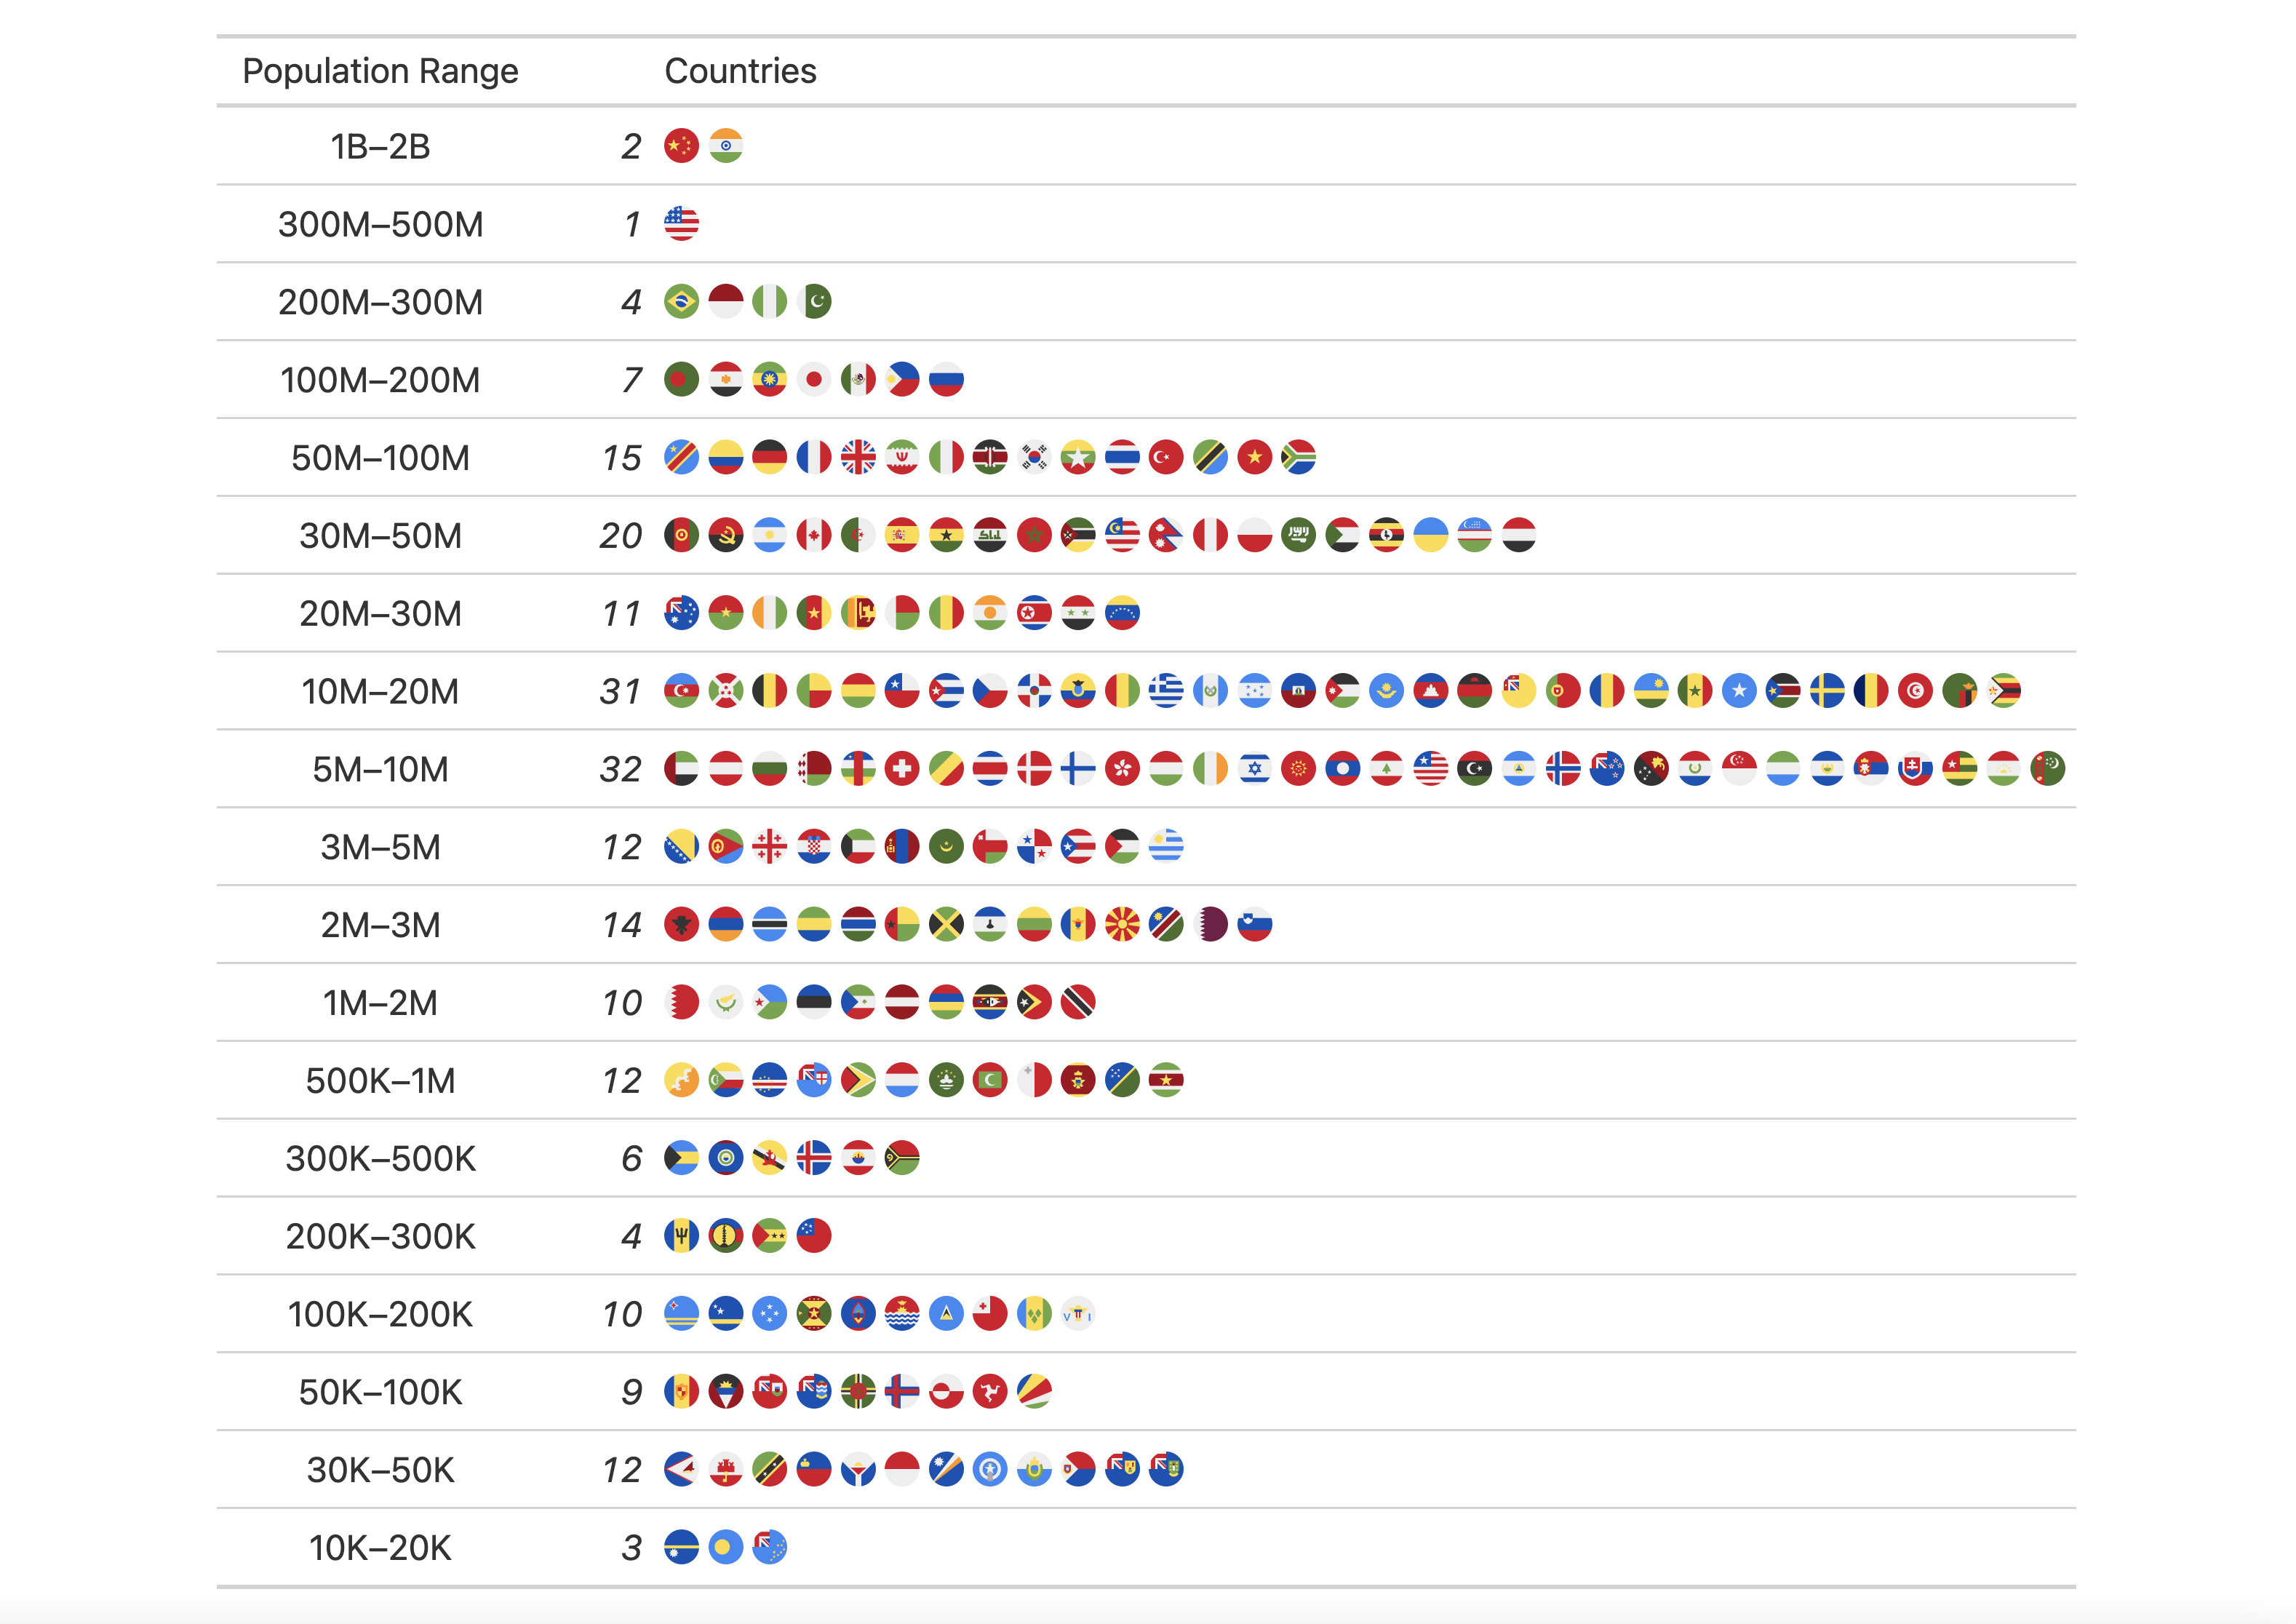 Population Range Countries
1B–2B 2
300M–500M 1
200M–300M 4
100M–200M 7
50M–100M 15
30M–50M 20
20M–30M 11
10M–20M 31
5M–10M 32
3M–5M 12
2M–3M 14
1M–2M 10
500K–1M 12
300K–500K 6
200K–300K 4
100K–200K 10
50K–100K 9
30K–50K 12
10K–20K 3